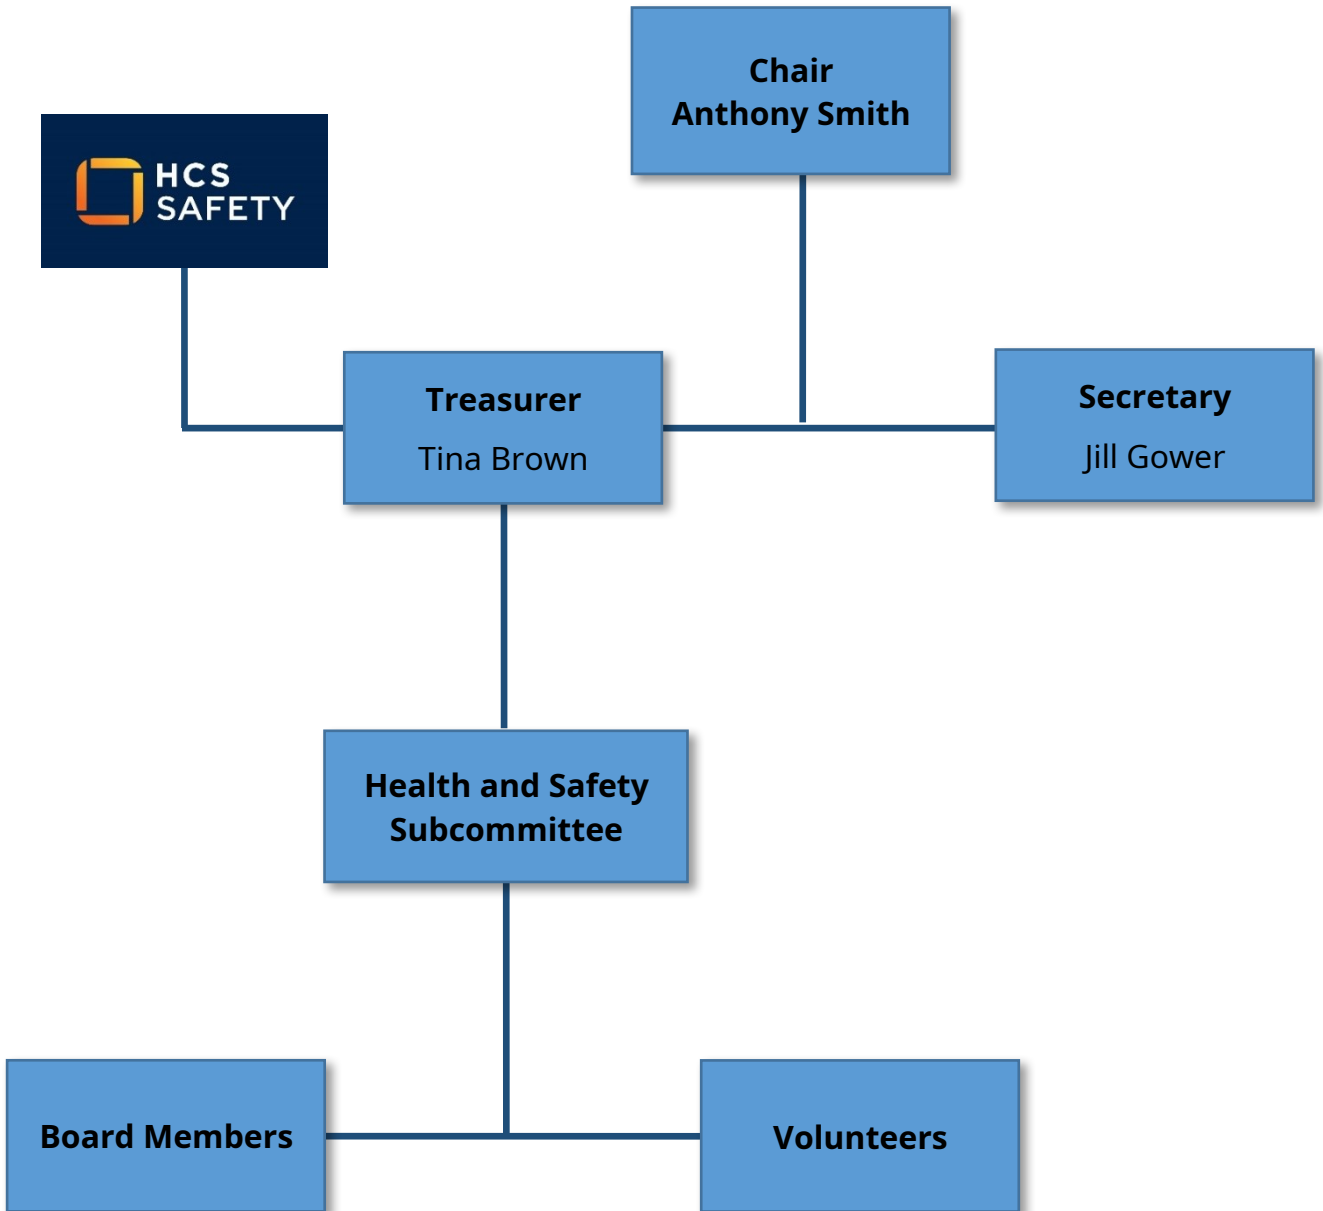 Chair
Anthony Smith
HCS
SAFETY
Treasurer
Tina Brown
Secretary
Jill Gower
Health and Safety
Subcommittee
Board Members
Volunteers